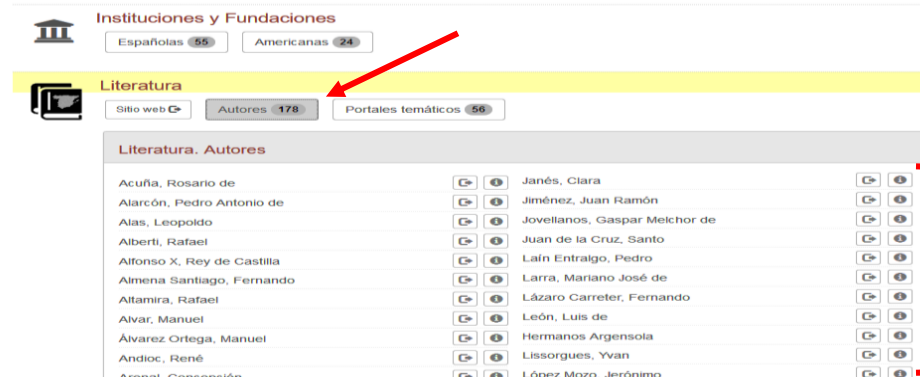 Instituciones y Fundaciones
Españolas 55 Americanas 24
Literatura
Sitio web Autores 178 Portales temáticos 56
Literatura. Autores
Acuña, Rosario de
Alarcón, Pedro Antonio de
Alas, Leopoldo
Alberti, Rafael
Alfonso X, Rey de Castilla
Almena Santiago, Fernando
Altamira, Rafael
Alvar, Manuel
Álvarez Ortega, Manuel
Andioc, René
Arenal, Concepción
Janés, Clara
Jiménez, Juan Ramón
Jovellanos, Gaspar Melchor de
Juan de la Cruz, Santo
Laín Entralgo, Pedro
Larra, Mariano José de
Lázaro Carreter, Fernando
León, Luis de
Hermanos Argensola
Lissorgues, Yvan
López Mozo, Jerónimo